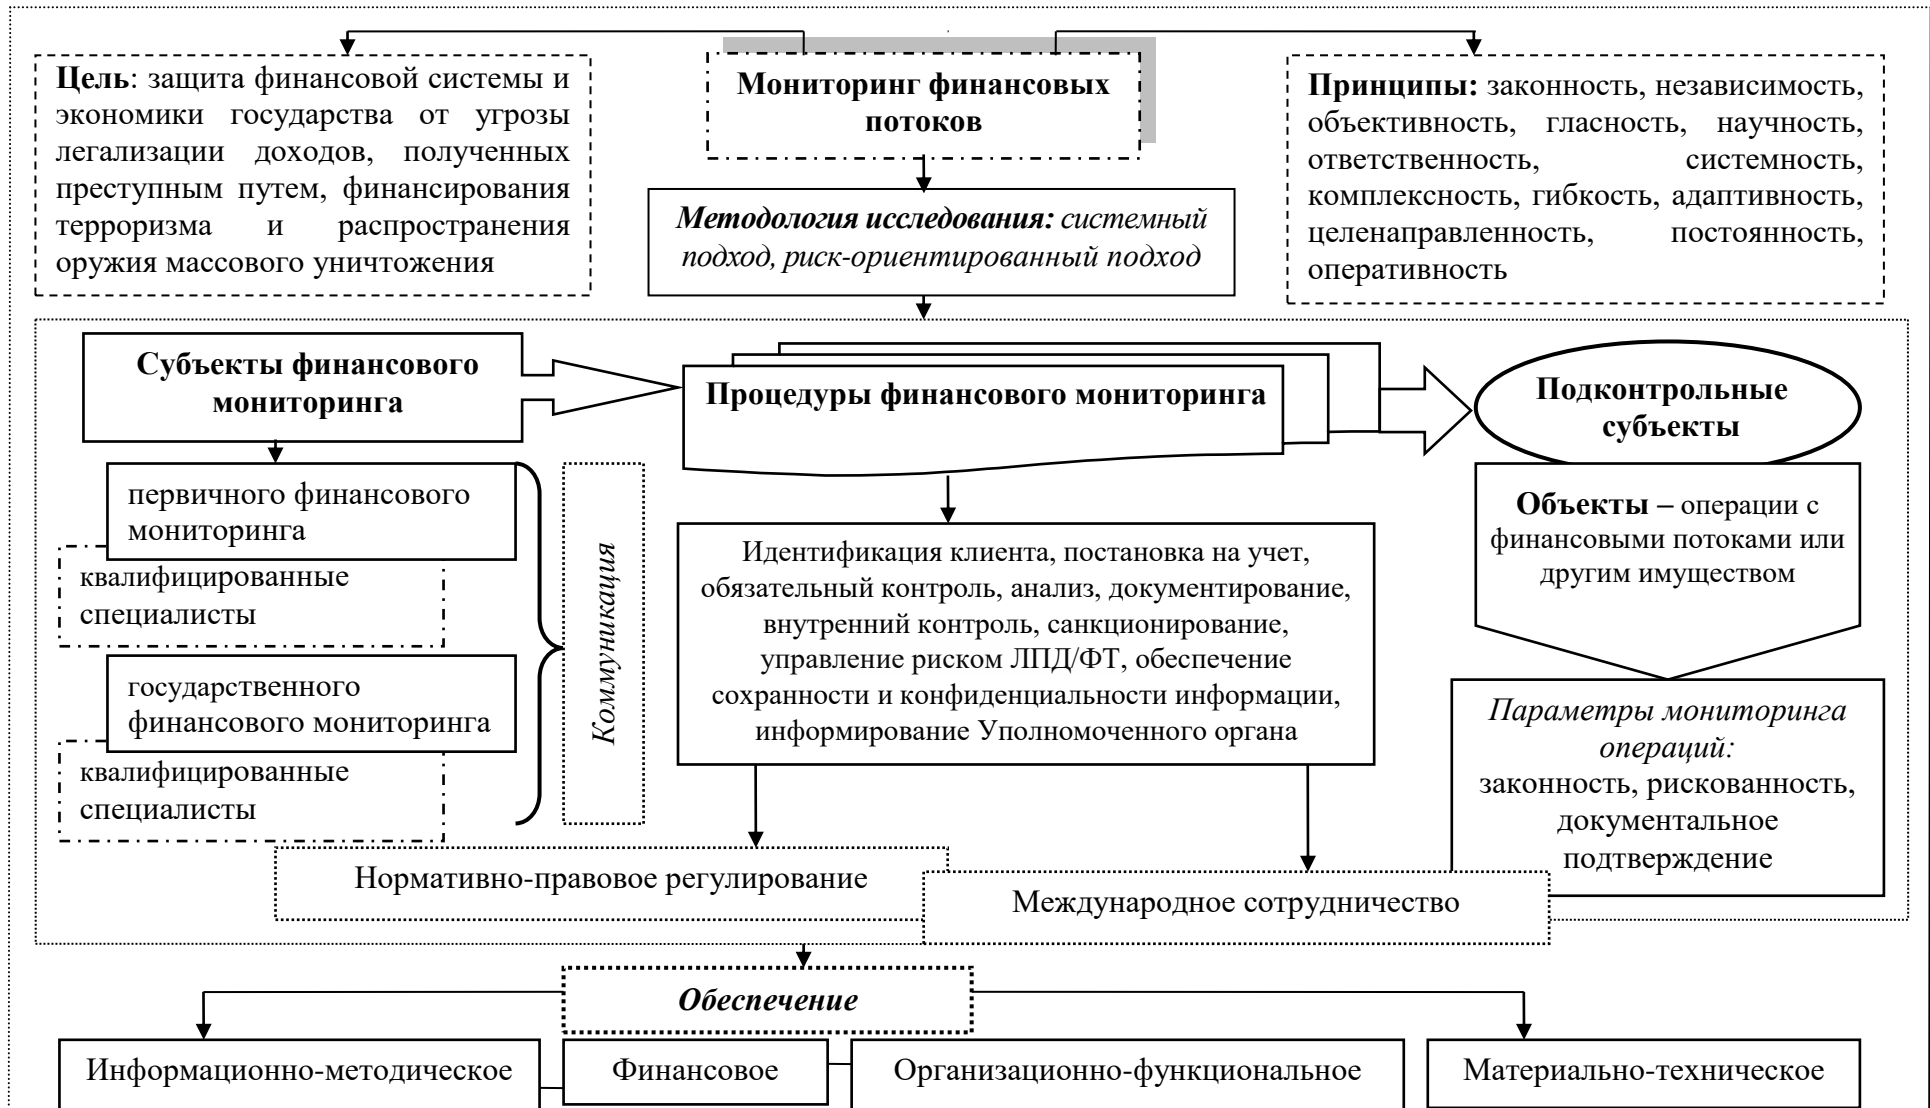 Цель: защита финансовой системы и
экономики государства от угрозы
легализации доходов, полученных
преступным путем, финансирования
терроризма и распространения
оружия массового уничтожения
Мониторинг финансовых
потоков
Принципы: законность, независимость,
объективность, гласность, научность,
ответственность, системность,
комплексность, гибкость, адаптивность,
целенаправленность, постоянность,
оперативность
Методология исследования: системный
подход, риск-ориентированный подход
Субъекты финансового
мониторинга
Процедуры финансового мониторинга
Подконтрольные
субъекты
первичного финансового
мониторинга
квалифицированные
специалисты
государственного
финансового мониторинга
квалифицированные
специалисты
Коммуникация
Идентификация клиента, постановка на учет,
обязательный контроль, анализ, документирование,
внутренний контроль, санкционирование,
управление риском ЛПД/ФТ, обеспечение
сохранности и конфиденциальности информации,
информирование Уполномоченного органа
Объекты – операции с
финансовыми потоками или
другим имуществом
Параметры мониторинга
операций:
законность, рискованность,
документальное
подтверждение
Нормативно-правовое регулирование
Международное сотрудничество
Обеспечение
Информационно-методическое
Финансовое
Организационно-функциональное
Материально-техническое